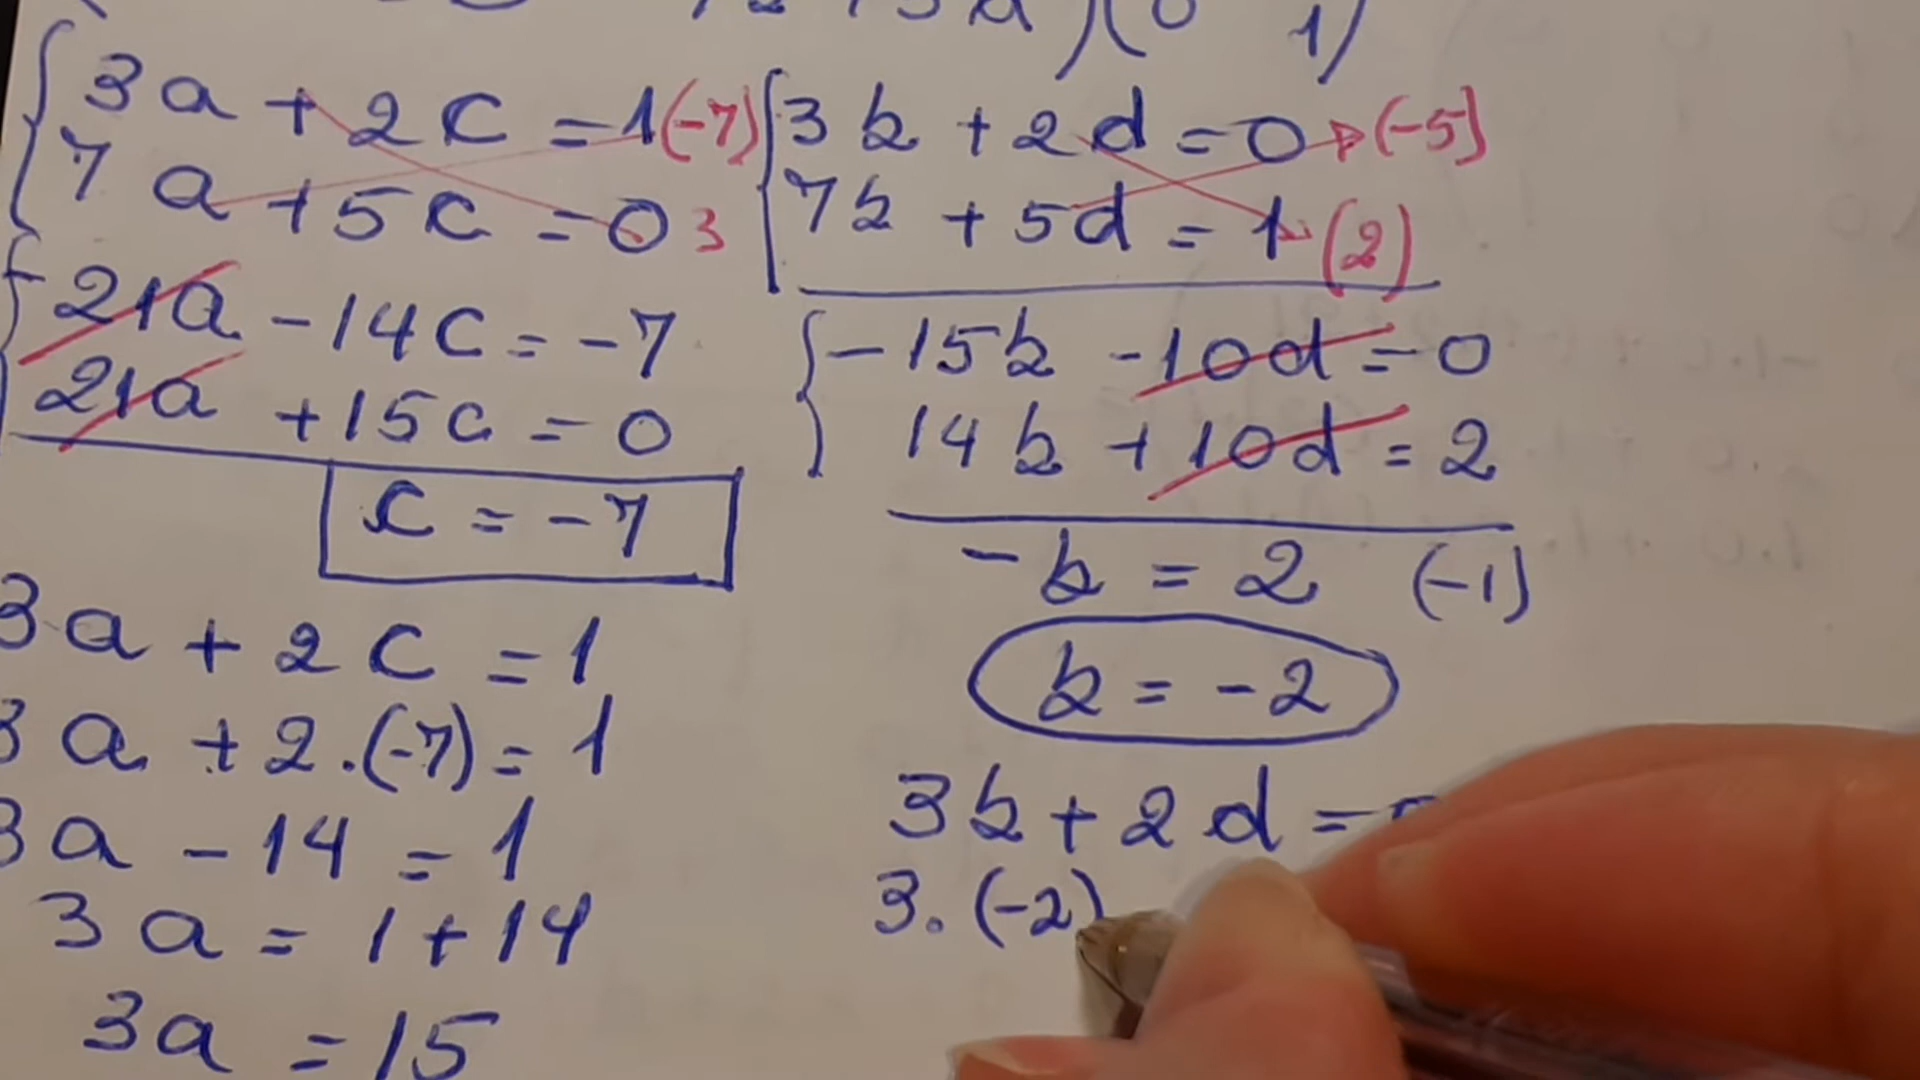 3a + 2c = 1 (-7)
7a + 5c = 0 3
-21a - 14c = -7
21a + 15c = 0
c = -7
3a + 2c = 1
3a + 2.(-7) = 1
3a - 14 = 1
3a = 1 + 14
3a = 15
3b + 2d = 0 (-5)
7b + 5d = 1 (2)
-15b - 10d = 0
14b + 10d = 2
-b = 2 (-1)
b = -2
3b + 2d =
3.(-2)